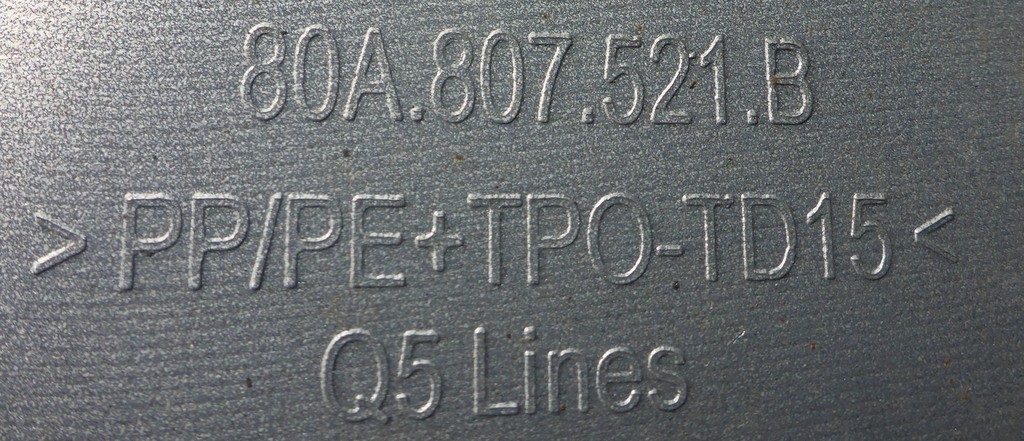 80A.807.521.B
>PP/PE+TPO-TD15<
Q5 Lines